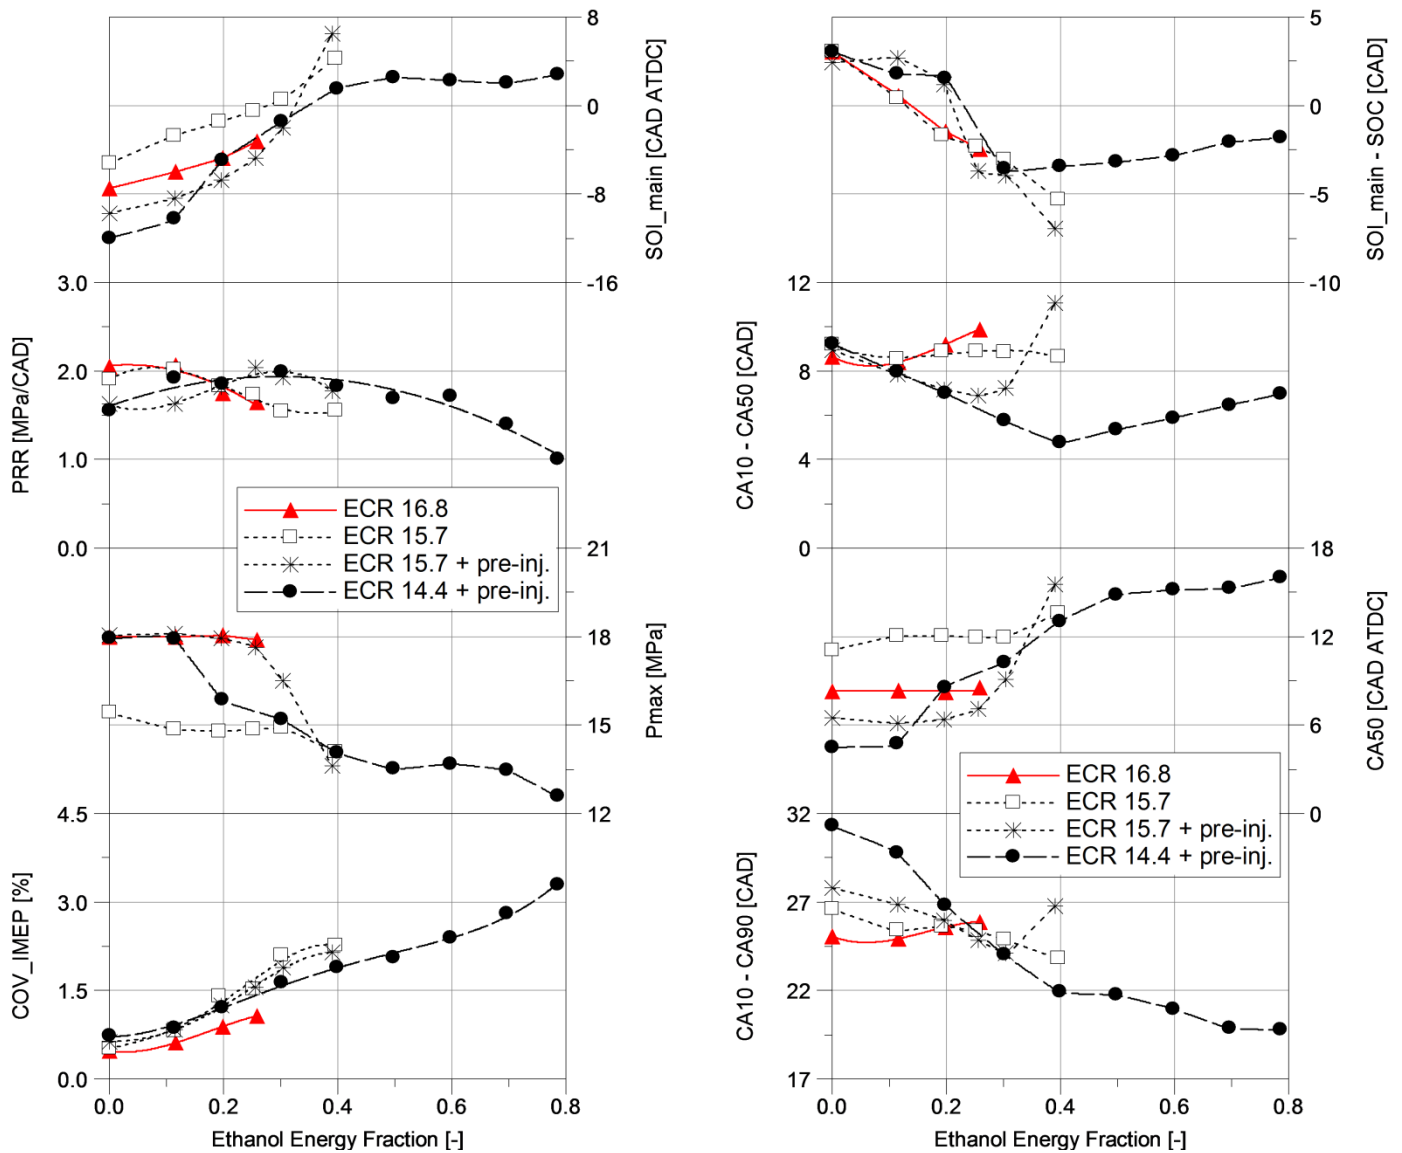 8
0
-8
-16
SOI_main [CAD ATDC]
3.0
2.0
1.0
0.0
PRR [MPa/CAD]
ECR 16.8
ECR 15.7
ECR 15.7 + pre-inj.
ECR 14.4 + pre-inj.
21
18
15
12
Pmax [MPa]
4.5
3.0
1.5
0.0
COV_IMEP [%]
0.0 0.2 0.4 0.6 0.8
Ethanol Energy Fraction [-]
5
0
-5
-10
SOI_main - SOC [CAD]
12
8
4
0
CA10 - CA50 [CAD]
18
12
6
0
CA50 [CAD ATDC]
ECR 16.8
ECR 15.7
ECR 15.7 + pre-inj.
ECR 14.4 + pre-inj.
32
27
22
17
CA10 - CA90 [CAD]
0.0 0.2 0.4 0.6 0.8
Ethanol Energy Fraction [-]